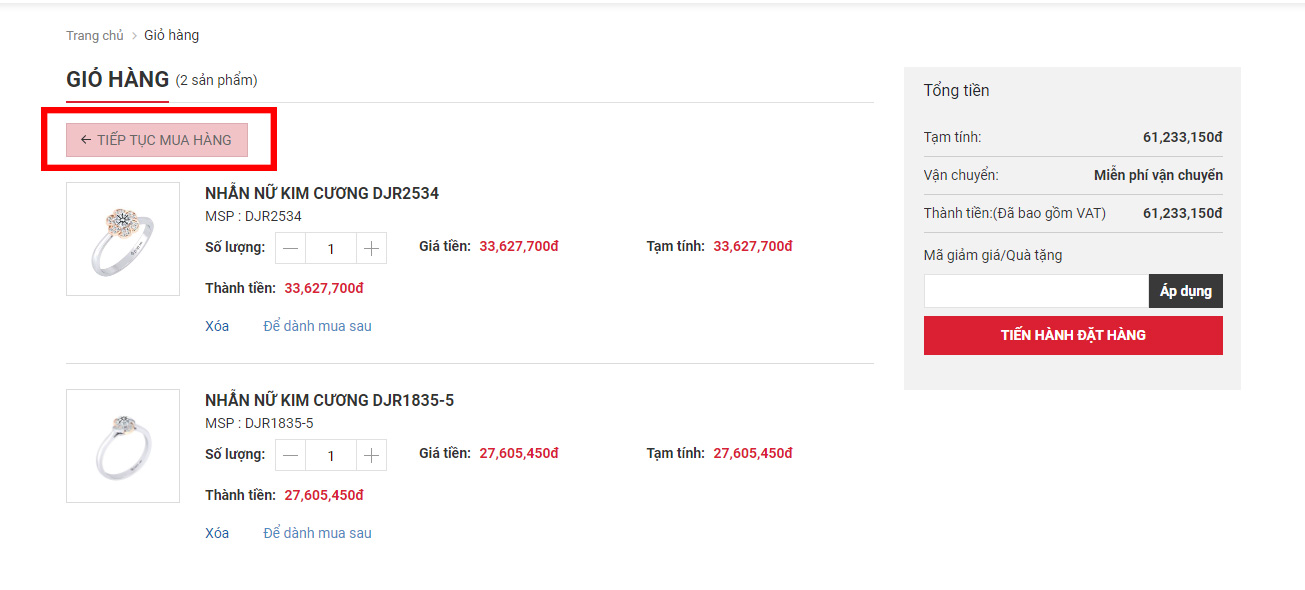 Trang chủ > Giỏ hàng
GIỎ HÀNG (2 sản phẩm)
← TIẾP TỤC MUA HÀNG
NHẪN NỮ KIM CƯƠNG DJR2534
MSP : DJR2534
Số lượng: — 1 + Giá tiền: 33,627,700đ Tạm tính: 33,627,700đ
Thành tiền: 33,627,700đ
Xóa Để dành mua sau
NHẪN NỮ KIM CƯƠNG DJR1835-5
MSP : DJR1835-5
Số lượng: — 1 + Giá tiền: 27,605,450đ Tạm tính: 27,605,450đ
Thành tiền: 27,605,450đ
Xóa Để dành mua sau
Tổng tiền
Tạm tính: 61,233,150đ
Vận chuyển: Miễn phí vận chuyển
Thành tiền:(Đã bao gồm VAT) 61,233,150đ
Mã giảm giá/Quà tặng
Áp dụng
TIẾN HÀNH ĐẶT HÀNG